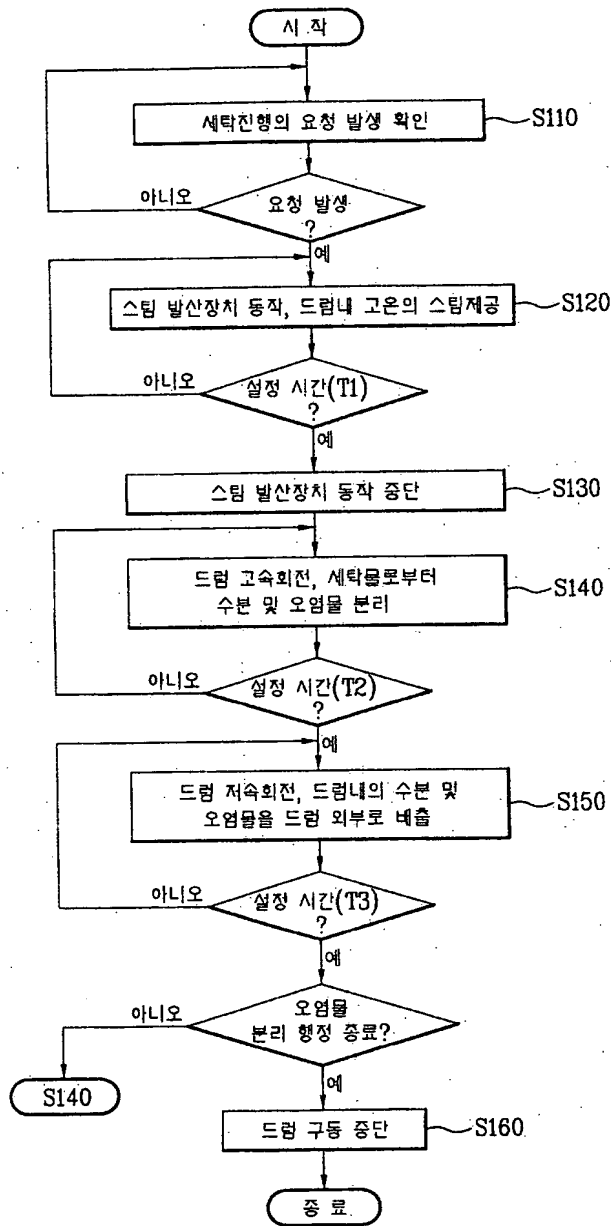 시 작
세탁진행의 요청 발생 확인
S110
아니오
요청 발생
?
예
스팀 발산장치 동작, 드럼내 고온의 스팀제공
S120
아니오
설정 시간(T1)
?
예
스팀 발산장치 동작 중단
S130
드럼 고속회전, 세탁물로부터
수분 및 오염물 분리
S140
아니오
설정 시간(T2)
?
예
드럼 저속회전, 드럼내의 수분 및
오염물을 드럼 외부로 배출
S150
아니오
설정 시간(T3)
?
예
아니오
오염물
분리 행정 종료?
S140
예
드럼 구동 중단
S160
종 료